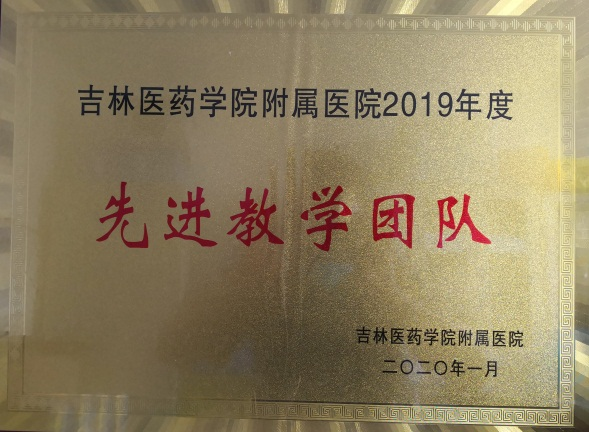 吉林医药学院附属医院2019年度
先进教学团队
吉林医药学院附属医院
二〇二〇年一月